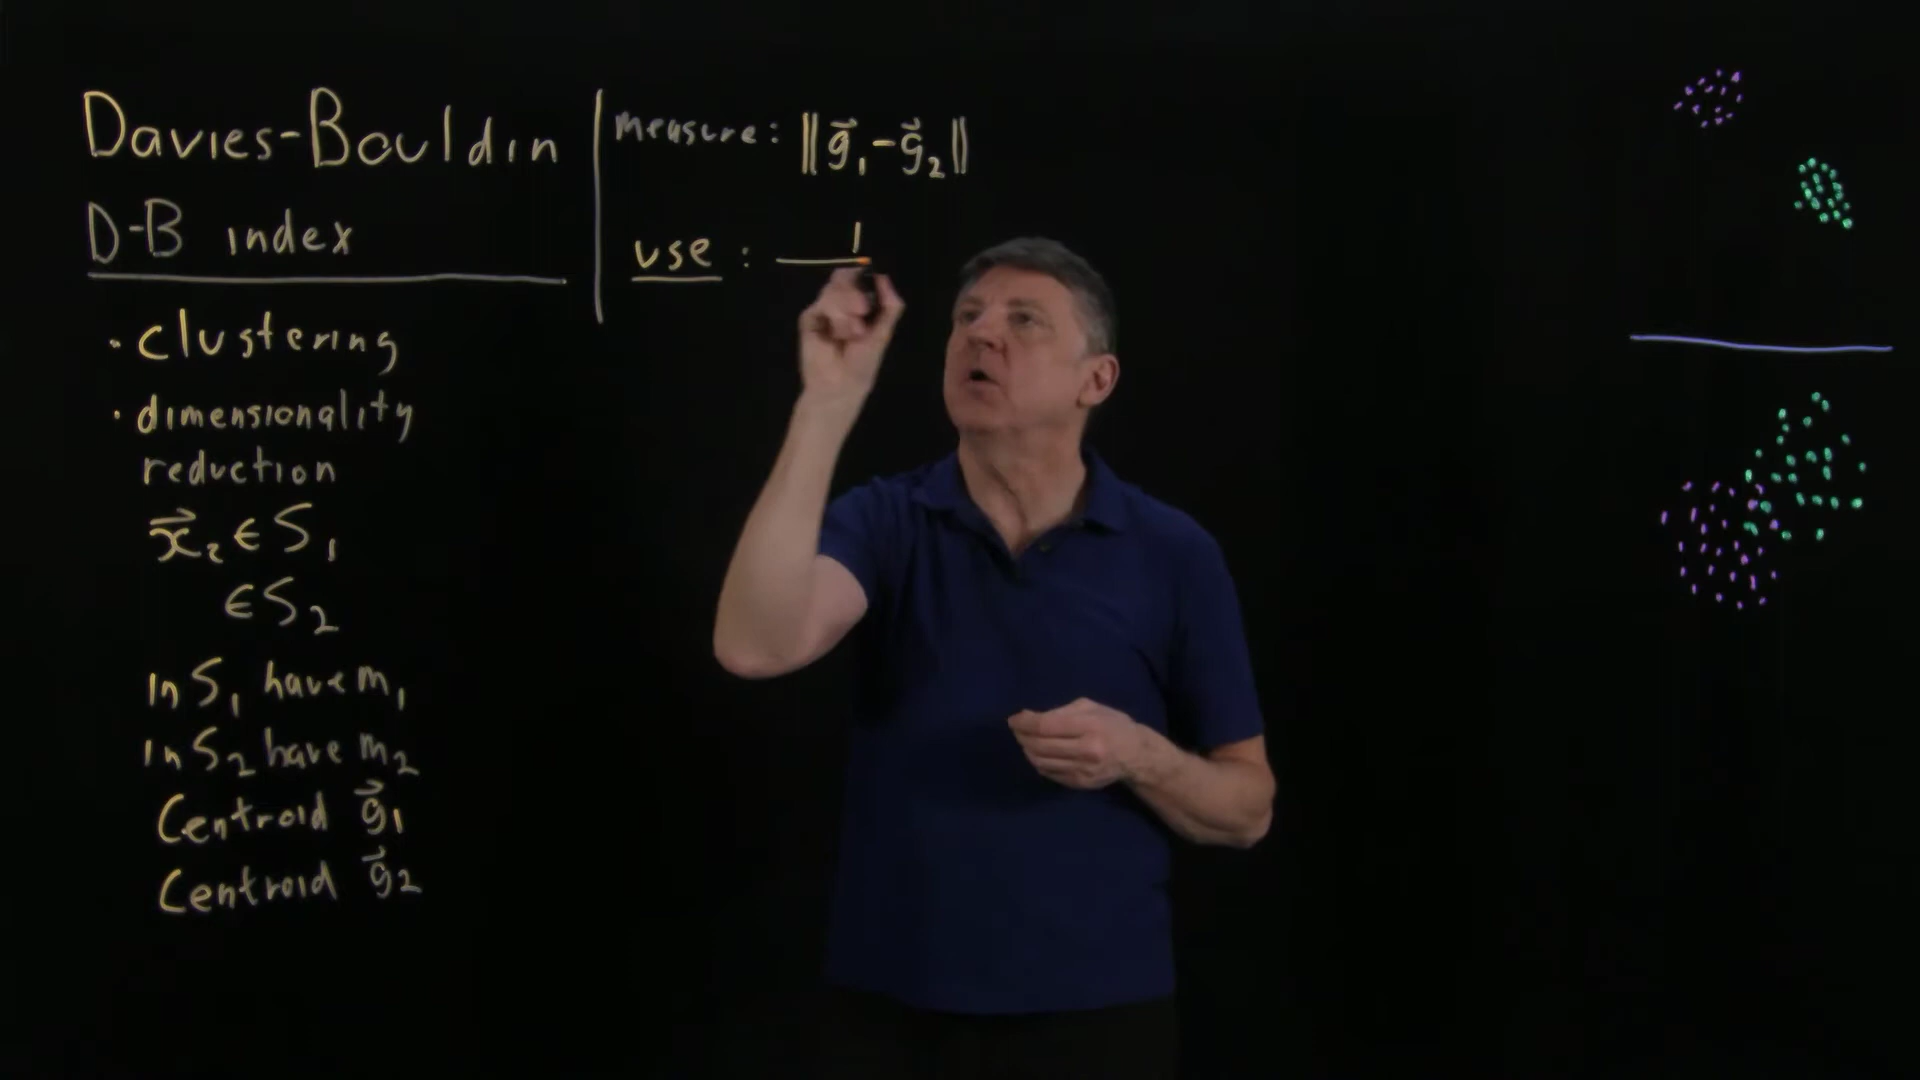 Davies-Bouldin
D-B index
· clustering
· dimensionality
reduction
x⃗₂ ∈ S₁
∈ S₂
In S₁ have m₁
In S₂ have m₂
Centroid g⃗₁
Centroid g⃗₂
measure: ‖g⃗₁-g⃗₂‖
use: 1